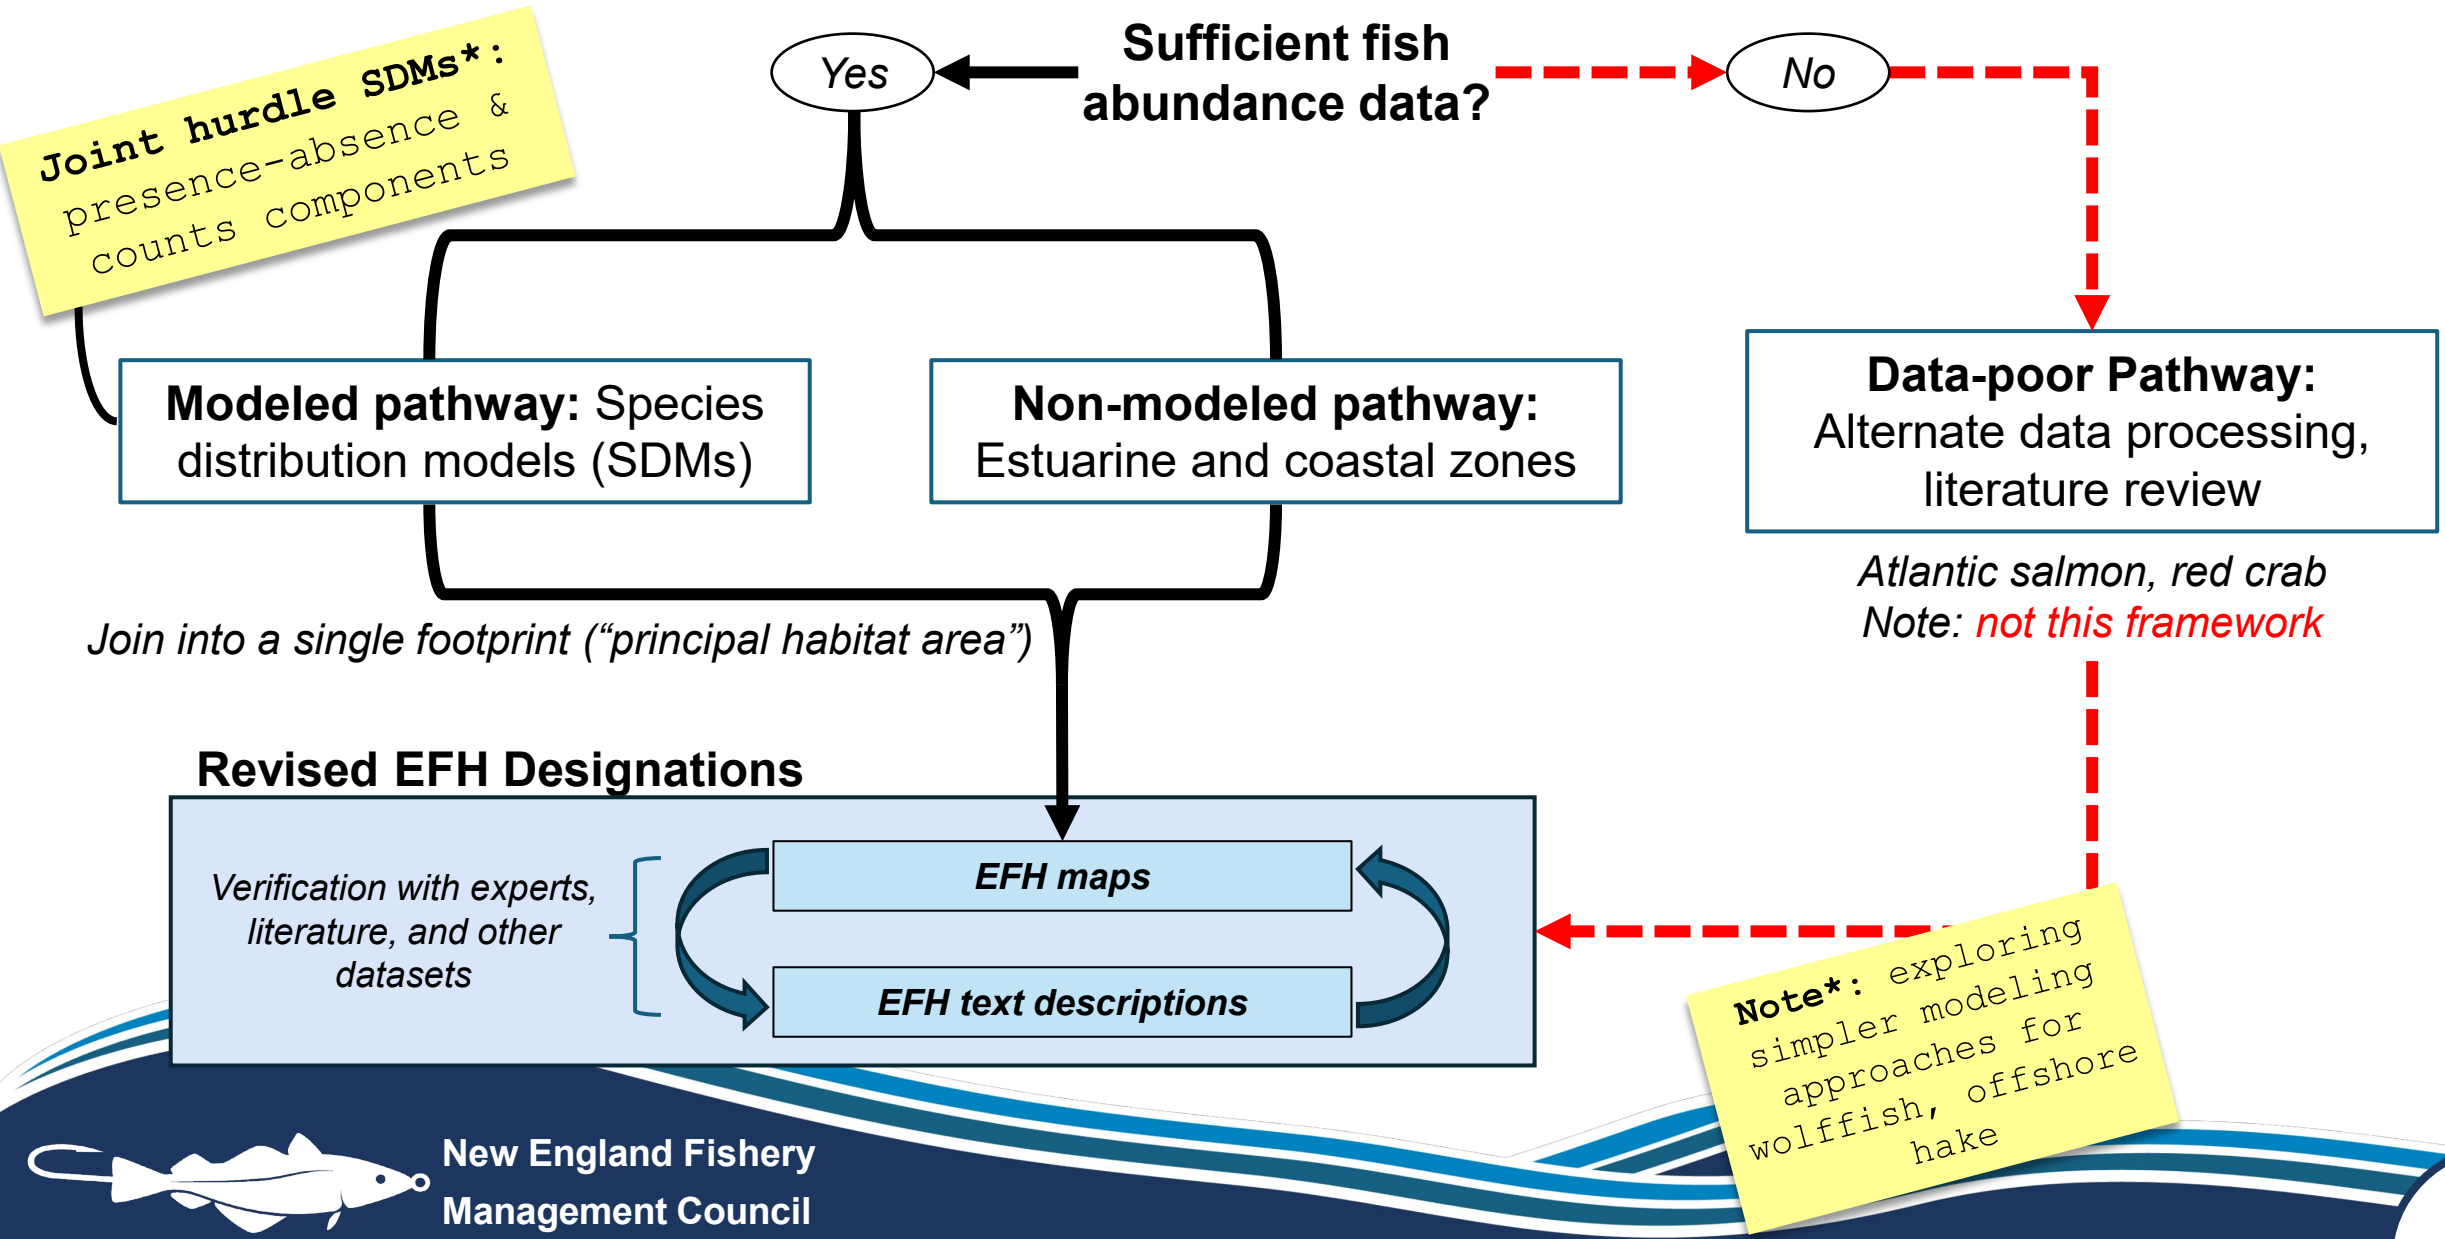 Sufficient fish
abundance data?
Yes
No
Joint hurdle SDMs*:
presence-absence &
counts components
Modeled pathway: Species
distribution models (SDMs)
Non-modeled pathway:
Estuarine and coastal zones
Data-poor Pathway:
Alternate data processing,
literature review
Atlantic salmon, red crab
Note: not this framework
Join into a single footprint (“principal habitat area”)
Revised EFH Designations
Verification with experts,
literature, and other
datasets
EFH maps
EFH text descriptions
Note*: exploring
simpler modeling
approaches for
wolffish, offshore
hake
New England Fishery
Management Council